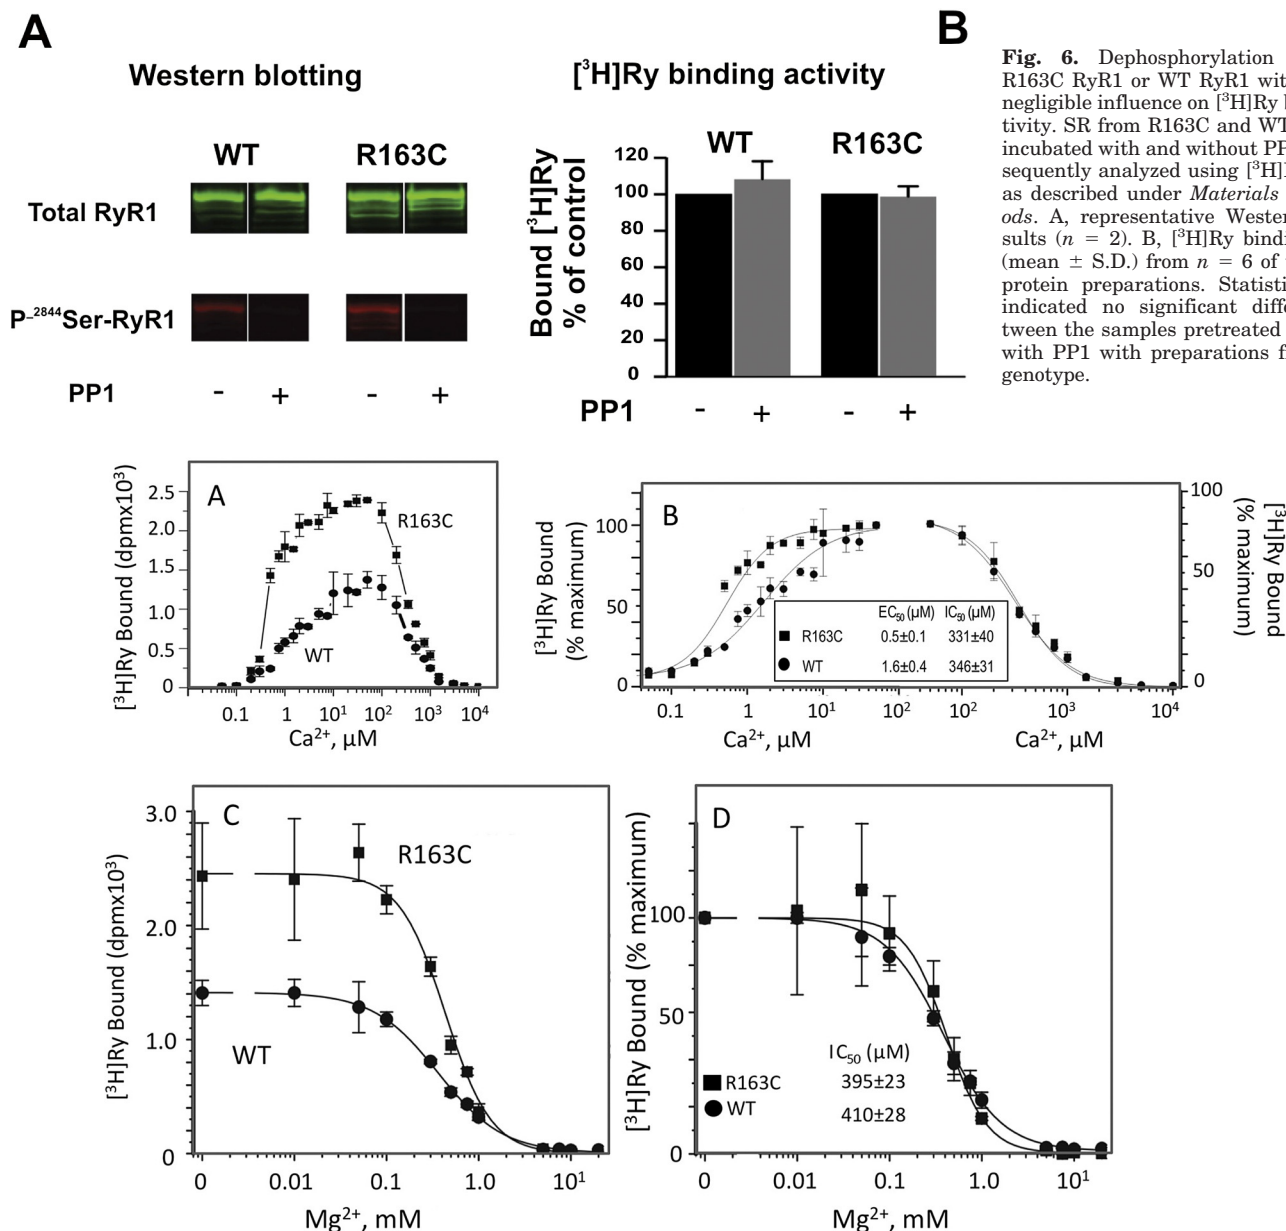 A
B
Western blotting
[³H]Ry binding activity
WT
R163C
Total RyR1
P-²⁸⁴⁴Ser-RyR1
PP1
- + - +
Bound [³H]Ry
% of control
120
100
80
60
40
20
0
WT
R163C
PP1
- + - +
Fig. 6. Dephosphorylation
R163C RyR1 or WT RyR1 wit
negligible influence on [³H]Ry b
tivity. SR from R163C and WT
incubated with and without PP
sequently analyzed using [³H]
as described under Materials
ods. A, representative Wester
sults (n = 2). B, [³H]Ry bindi
(mean ± S.D.) from n = 6 of
protein preparations. Statisti
indicated no significant diffe
tween the samples pretreated
with PP1 with preparations f
genotype.
A
[³H]Ry Bound (dpmx10³)
2.5
2.0
1.5
1.0
0.5
0
R163C
WT
0.1 1 10¹ 10² 10³ 10⁴
Ca²⁺, µM
B
[³H]Ry Bound
(% maximum)
100
50
0
EC₅₀ (µM) IC₅₀ (µM)
R163C 0.5±0.1 331±40
WT 1.6±0.4 346±31
100
50
0
[³H]Ry Bound
(% maximum)
0.1 1 10¹ 10² 10³ 10⁴
Ca²⁺, µM Ca²⁺, µM
C
[³H]Ry Bound (dpmx10³)
3.0
2.0
1.0
0
R163C
WT
0 0.01 0.1 1.0 10¹
Mg²⁺, mM
D
[³H]Ry Bound (% maximum)
100
50
0
IC₅₀ (µM)
R163C 395±23
WT 410±28
0 0.01 0.1 1.0 10¹
Mg²⁺, mM